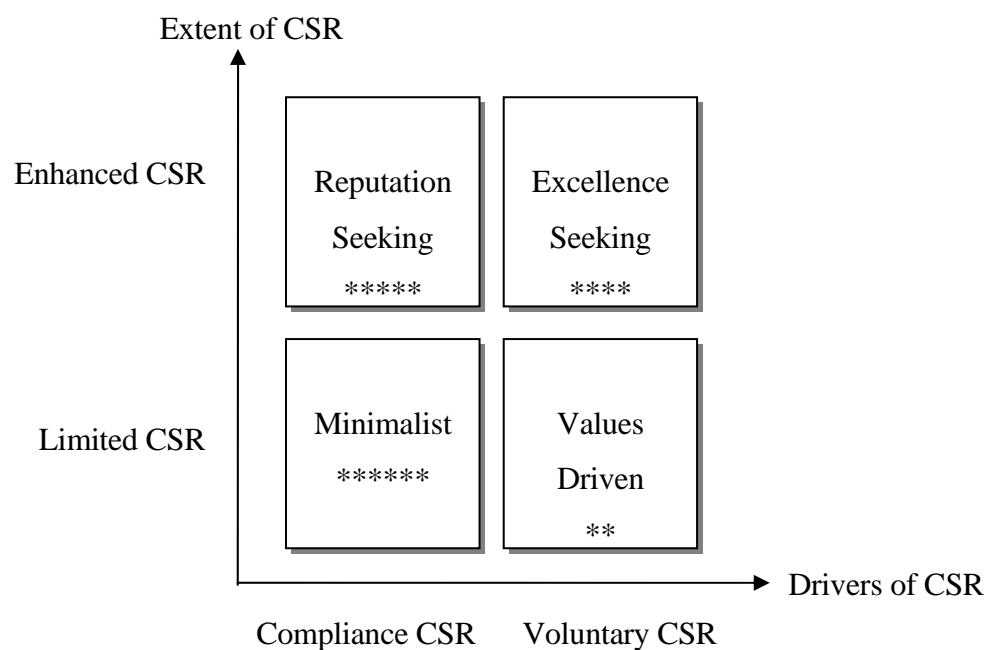 Extent of CSR
Enhanced CSR
Reputation
Seeking
*****
Excellence
Seeking
****
Limited CSR
Minimalist
******
Values
Driven
**
Drivers of CSR
Compliance CSR
Voluntary CSR